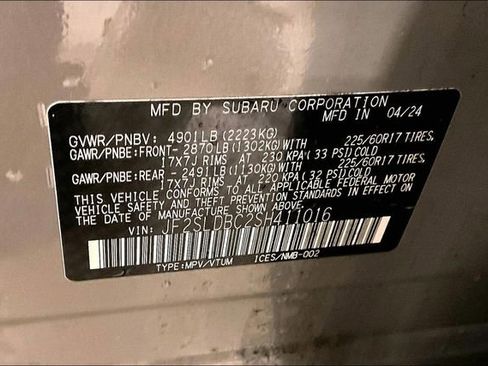 MFD BY SUBARU CORPORATION
MFD IN 04/24
GVWR/PNBV: 4901LB (2223KG)
GAWR/PNBE:FRONT- 2870LB (1302KG) WITH 225/60R17 TIRES,
17X7J RIMS AT 230 KPA (33 PSI) COLD
GAWR/PNBE:REAR - 2491LB (1130KG) WITH 225/60R17 TIRES,
17X7J RIMS AT 220 KPA (32 PSI) COLD
THIS VEHICLE CONFORMS TO ALL APPLICABLE FEDERAL MOTOR
VEHICLE SAFETY STANDARDS IN EFFECT ON
THE DATE OF MANUFACTURE SHOWN ABOVE.
VIN: JF2SLDBC2SH411016
TYPE:MPV/VTUM ICES/NMB-002